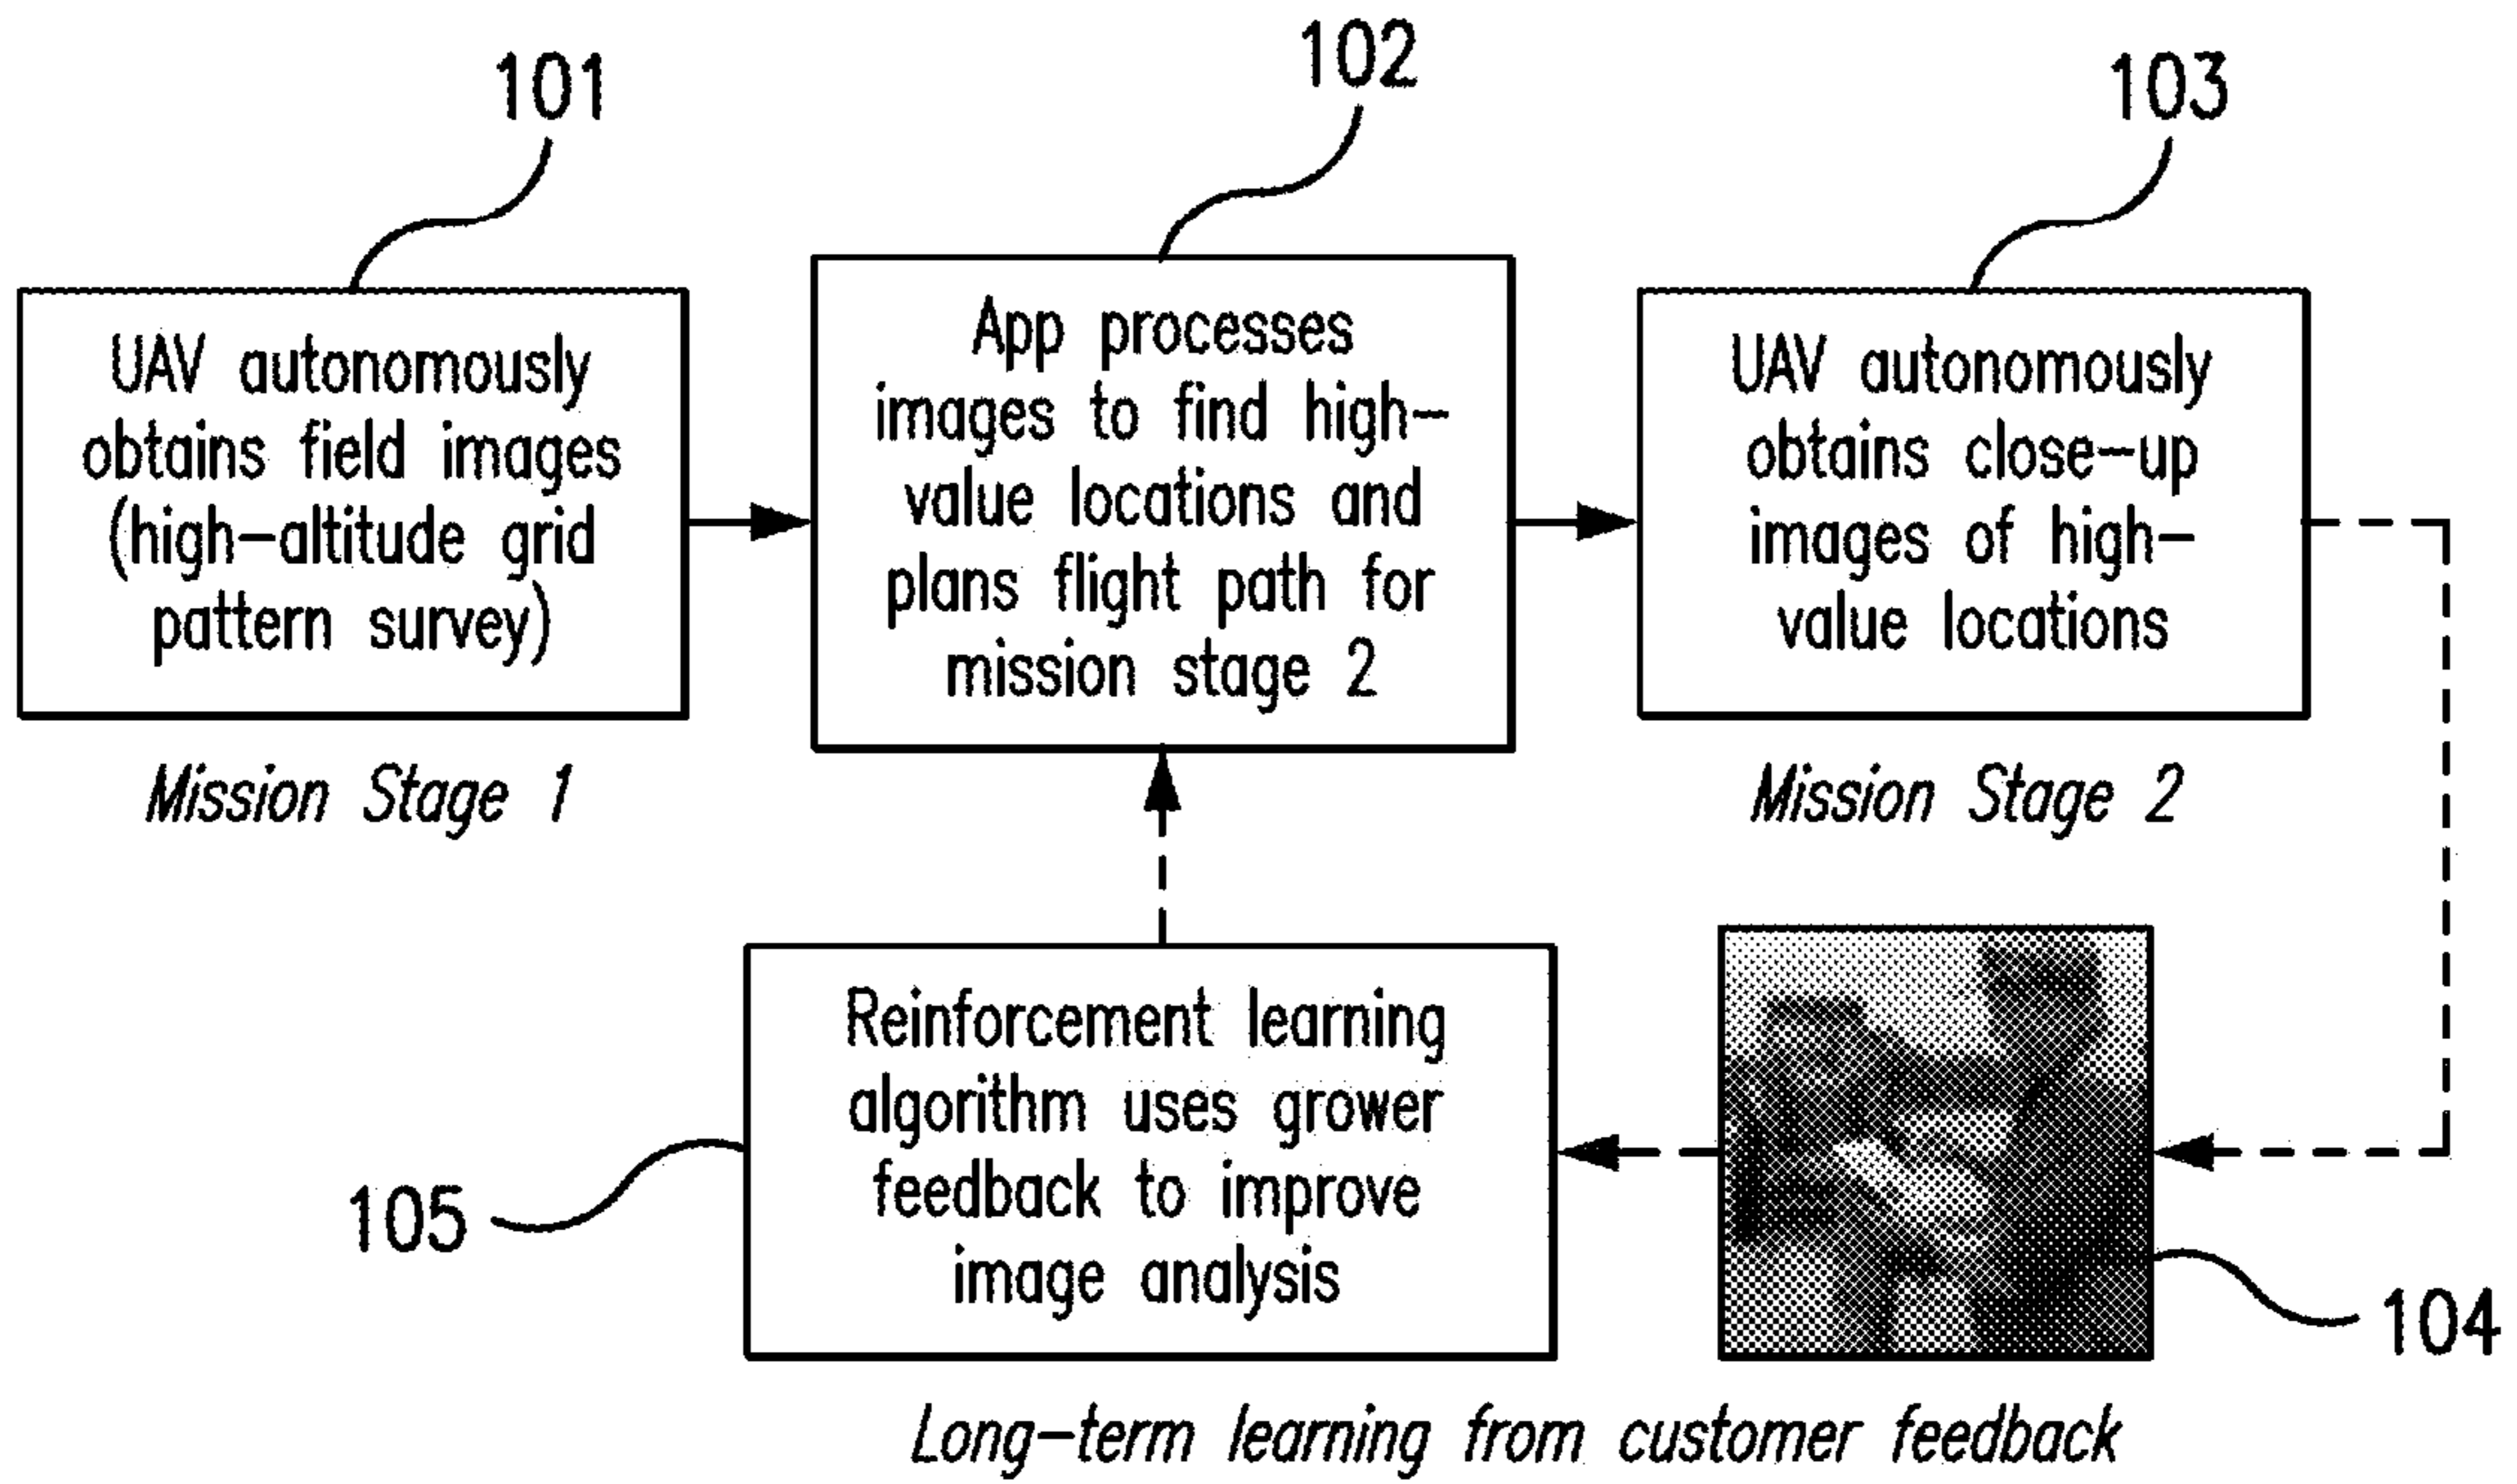 101
102
103
UAV autonomously
obtains field images
(high-altitude grid
pattern survey)
App processes
images to find high-
value locations and
plans flight path for
mission stage 2
UAV autonomously
obtains close-up
images of high-
value locations
Mission Stage 1
Mission Stage 2
Reinforcement learning
algorithm uses grower
feedback to improve
image analysis
105
104
Long-term learning from customer feedback